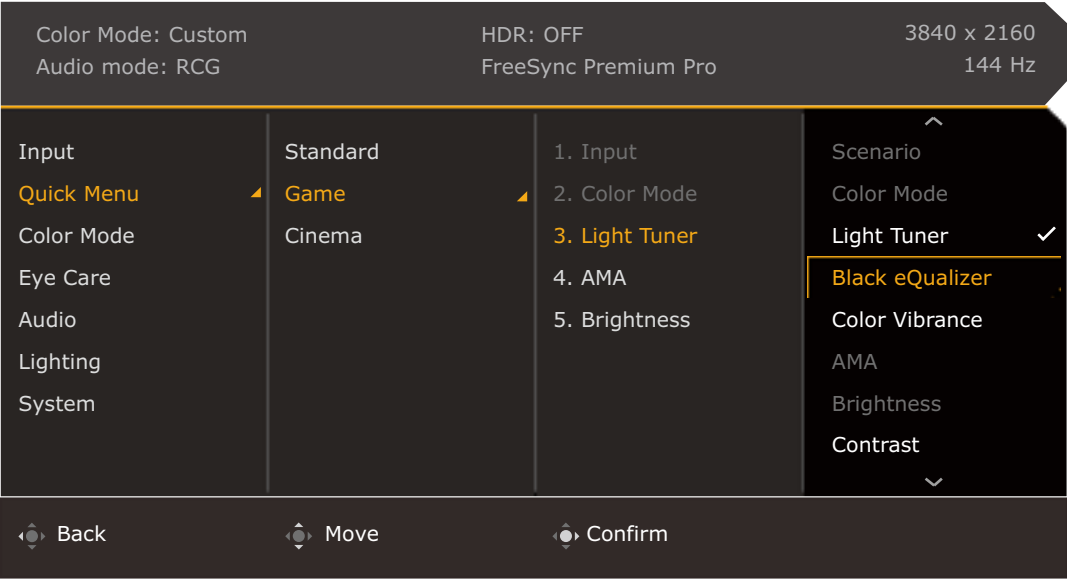 Color Mode: Custom
HDR: OFF
3840 x 2160
Audio mode: RCG
FreeSync Premium Pro
144 Hz
Input
Quick Menu
Color Mode
Eye Care
Audio
Lighting
System
Standard
Game
Cinema
1. Input
2. Color Mode
3. Light Tuner
4. AMA
5. Brightness
Scenario
Color Mode
Light Tuner
Black eQualizer
Color Vibrance
AMA
Brightness
Contrast
Back
Move
Confirm